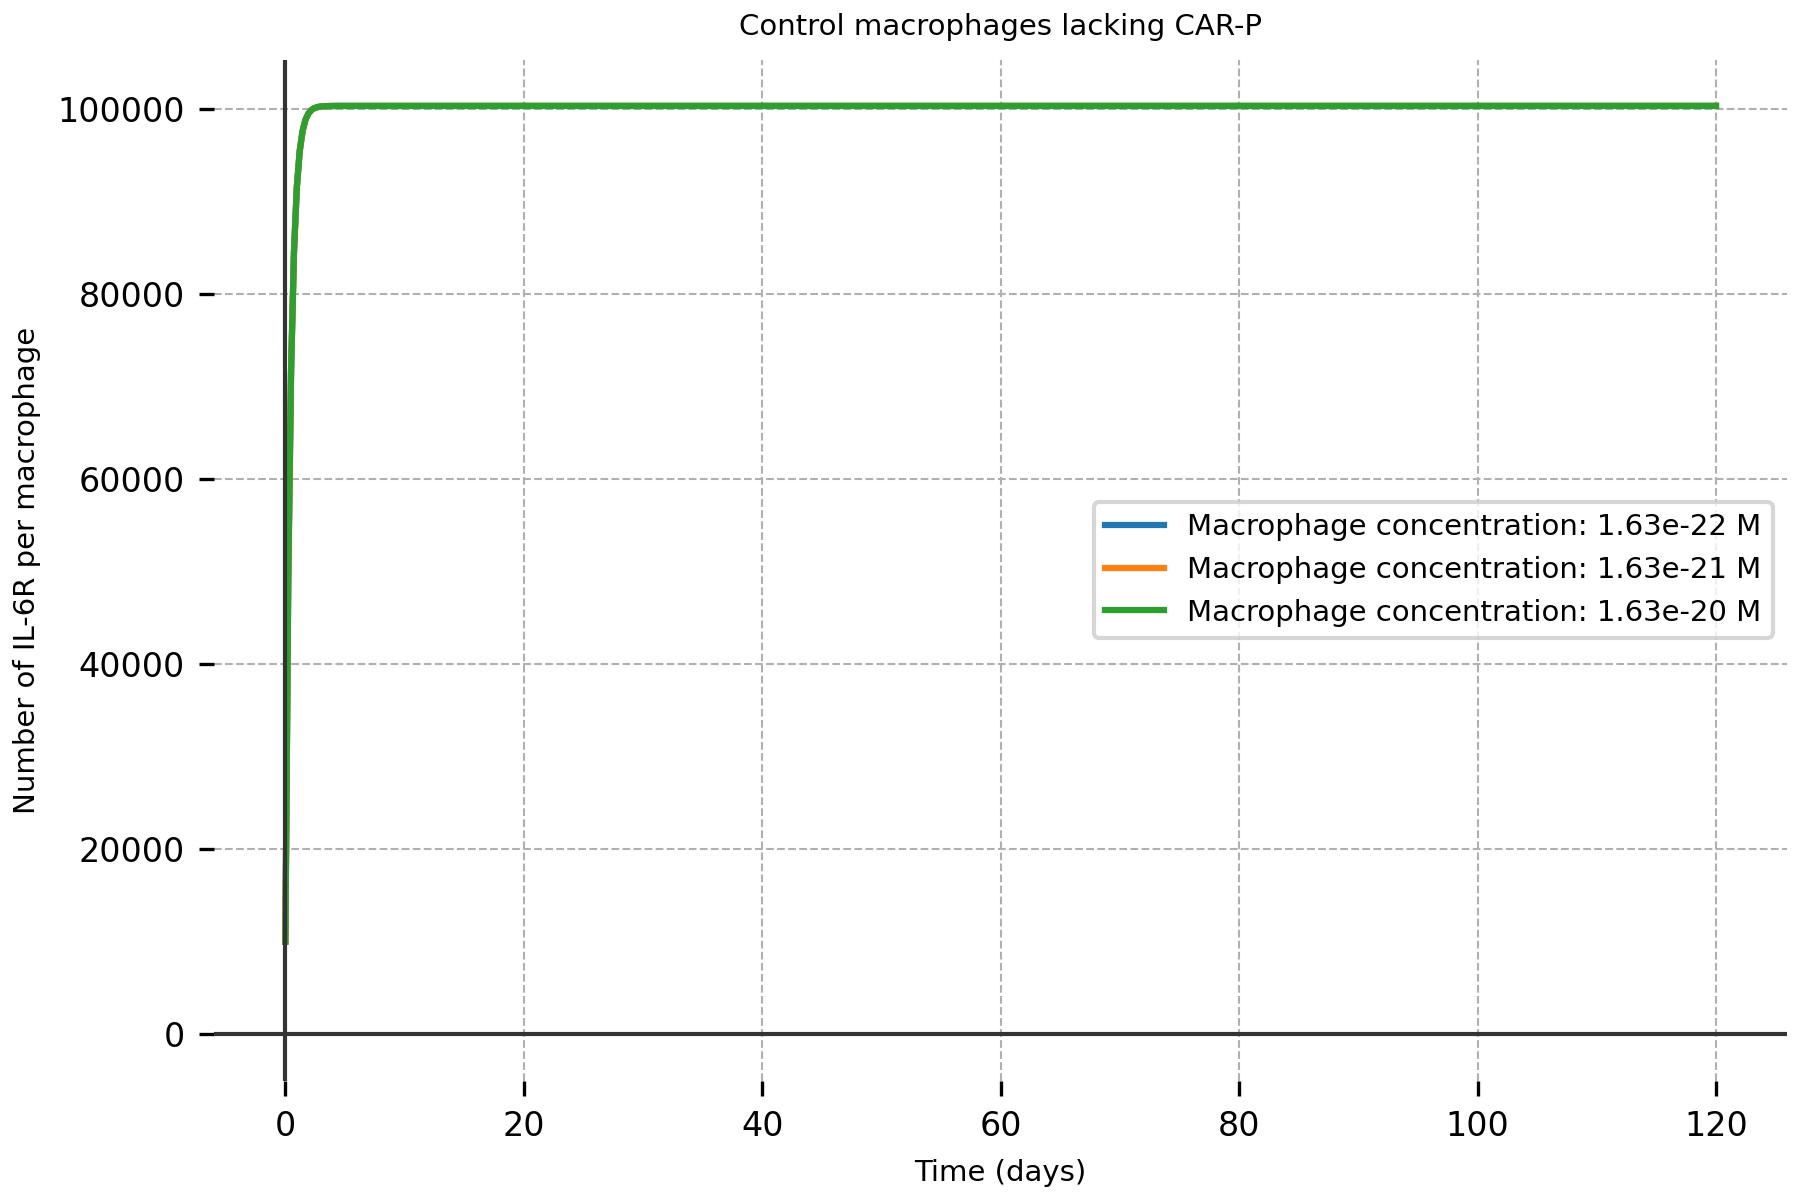 Control macrophages lacking CAR-P
Number of IL-6R per macrophage
100000
80000
60000
40000
20000
0
Macrophage concentration: 1.63e-22 M
Macrophage concentration: 1.63e-21 M
Macrophage concentration: 1.63e-20 M
0 20 40 60 80 100 120
Time (days)